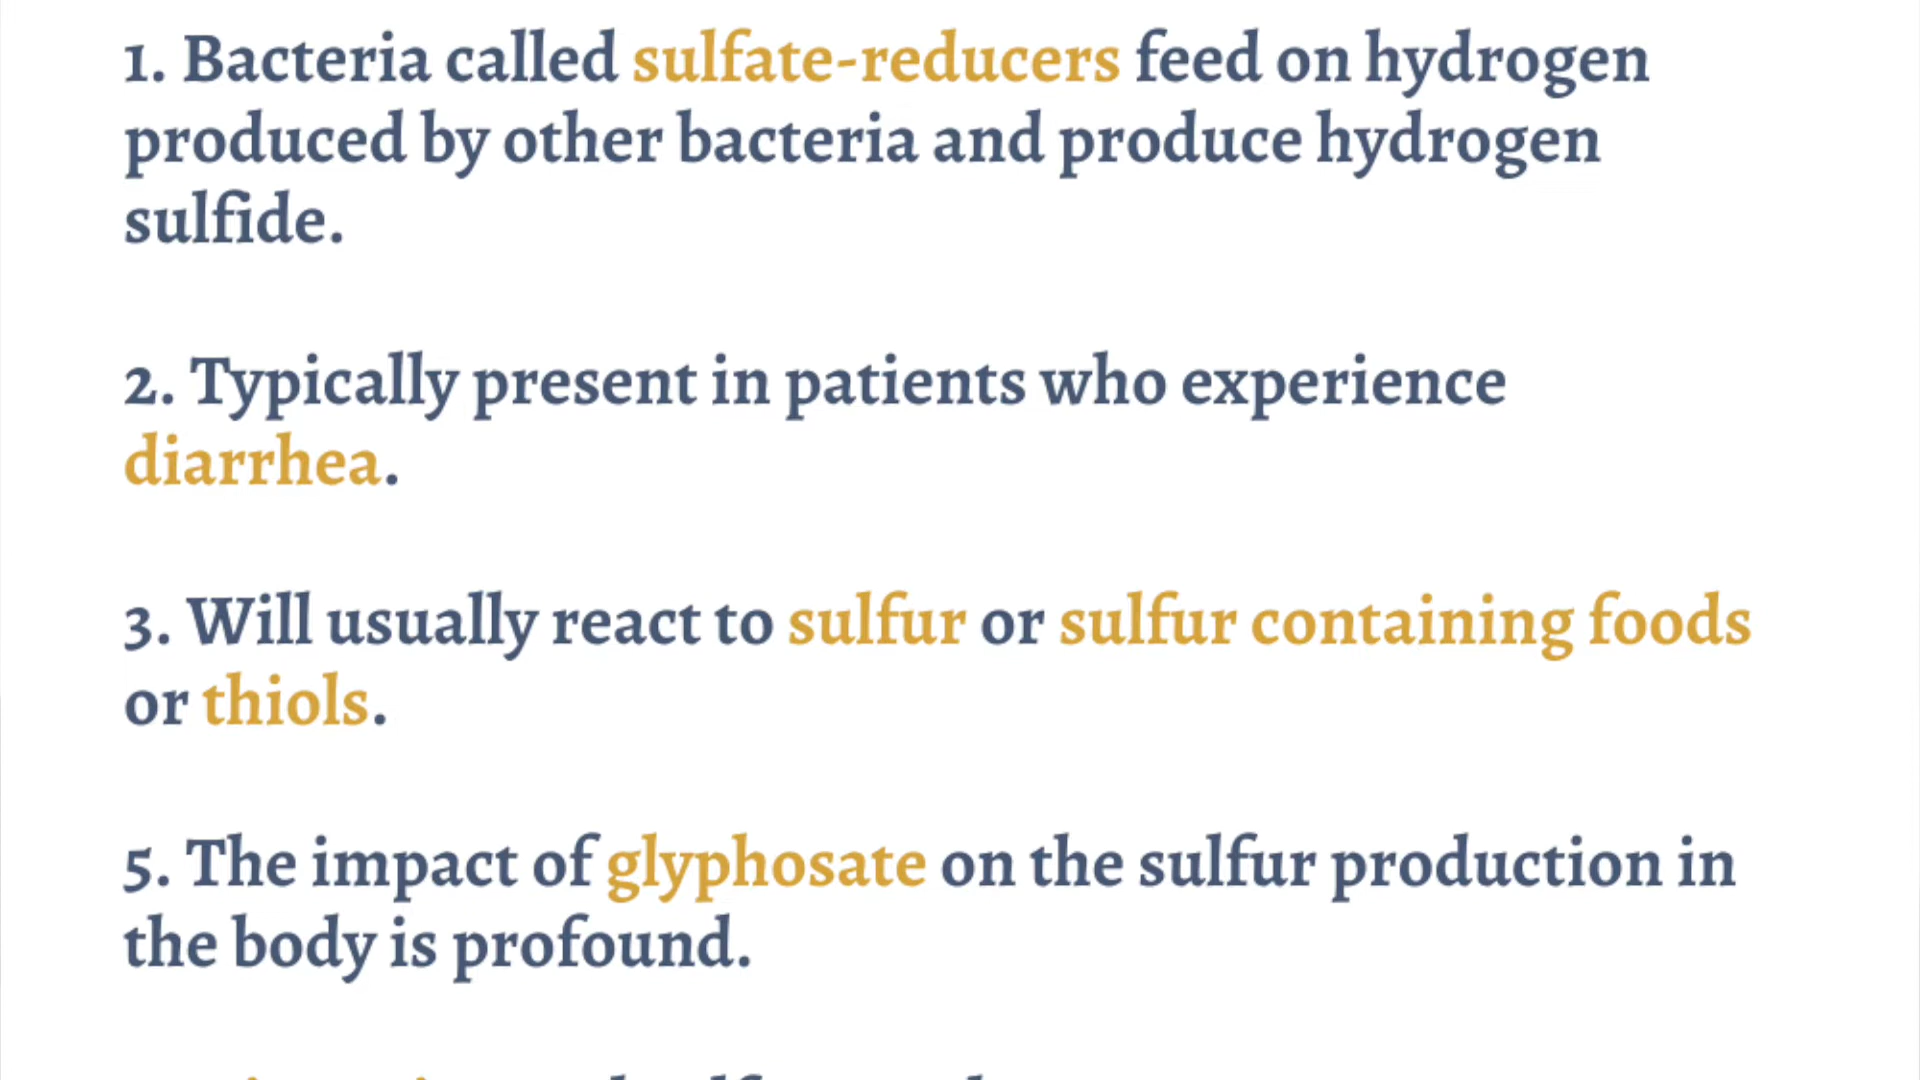 1. Bacteria called sulfate-reducers feed on hydrogen
produced by other bacteria and produce hydrogen
sulfide.
2. Typically present in patients who experience
diarrhea.
3. Will usually react to sulfur or sulfur containing foods
or thiols.
5. The impact of glyphosate on the sulfur production in
the body is profound.